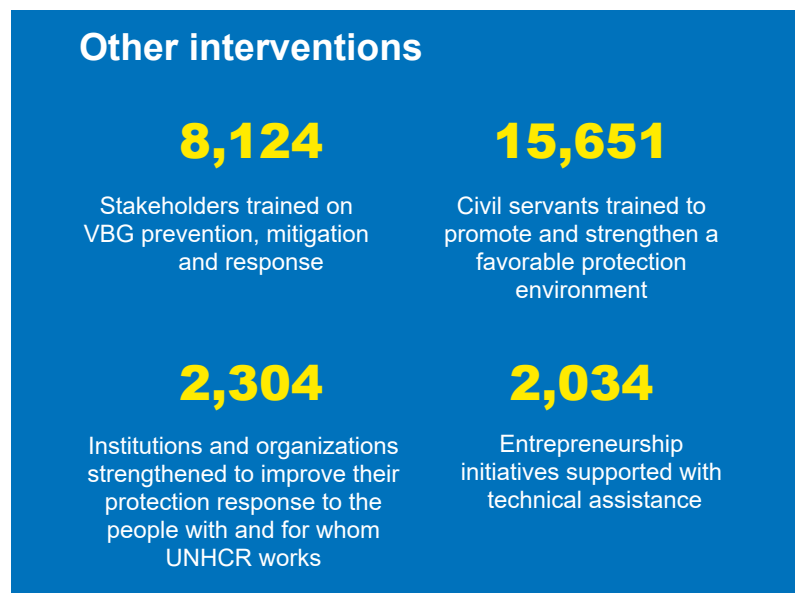 Other interventions
8,124
Stakeholders trained on
VBG prevention, mitigation
and response
15,651
Civil servants trained to
promote and strengthen a
favorable protection
environment
2,304
Institutions and organizations
strengthened to improve their
protection response to the
people with and for whom
UNHCR works
2,034
Entrepreneurship
initiatives supported with
technical assistance